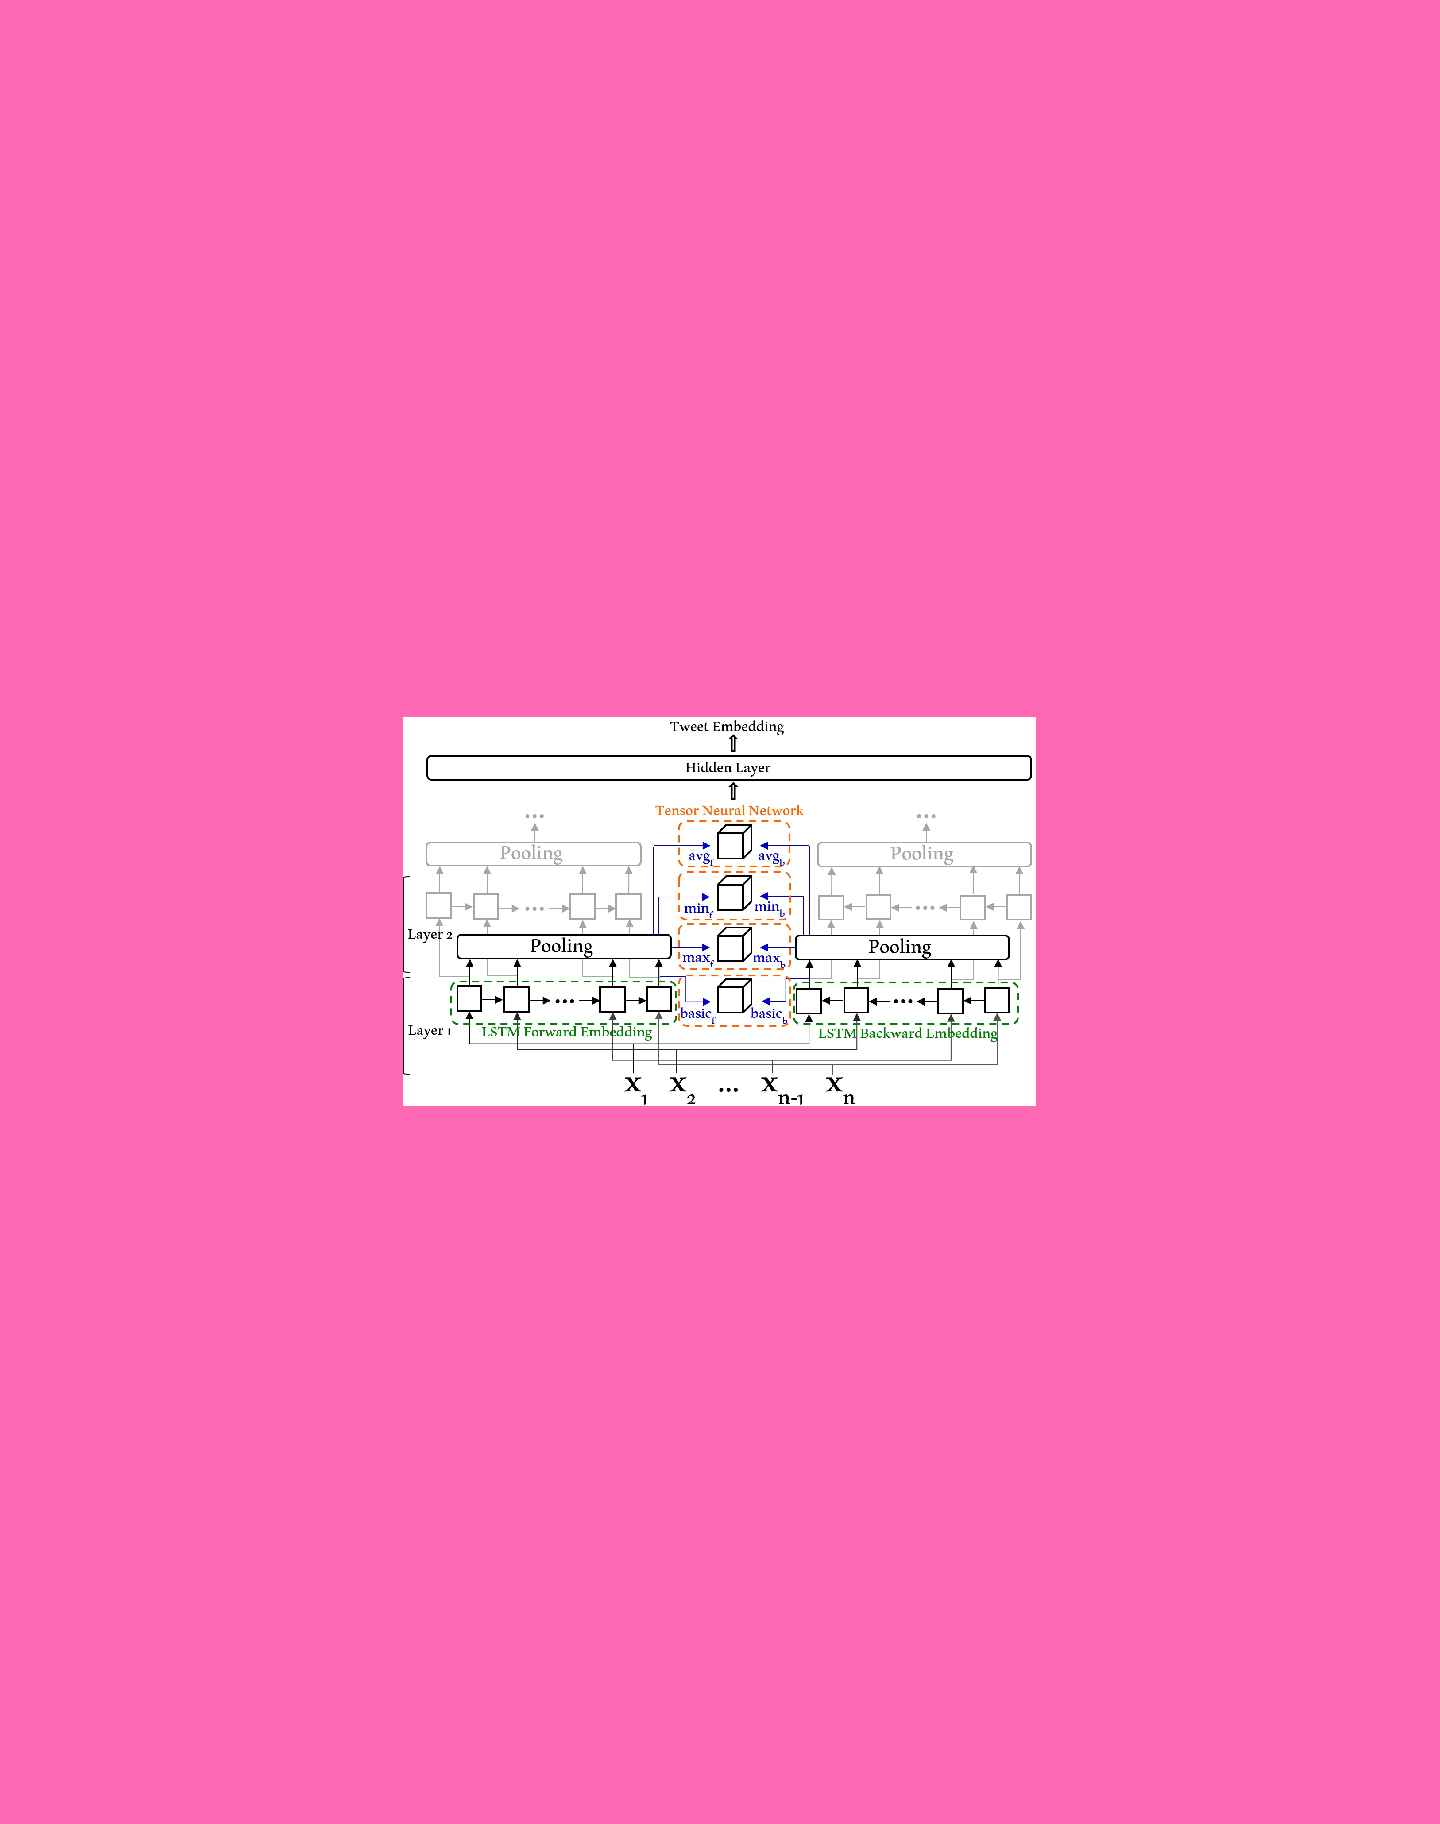 Tweet Embedding
Hidden Layer
Tensor Neural Network
...
...
Pooling
avg_f
avg_b
Pooling
min_f
min_b
...
...
Layer 2
Pooling
max_f
max_b
Pooling
...
basic_f
basic_b
...
Layer 1
LSTM Forward Embedding
LSTM Backward Embedding
x_1 x_2 ... x_n-1 x_n